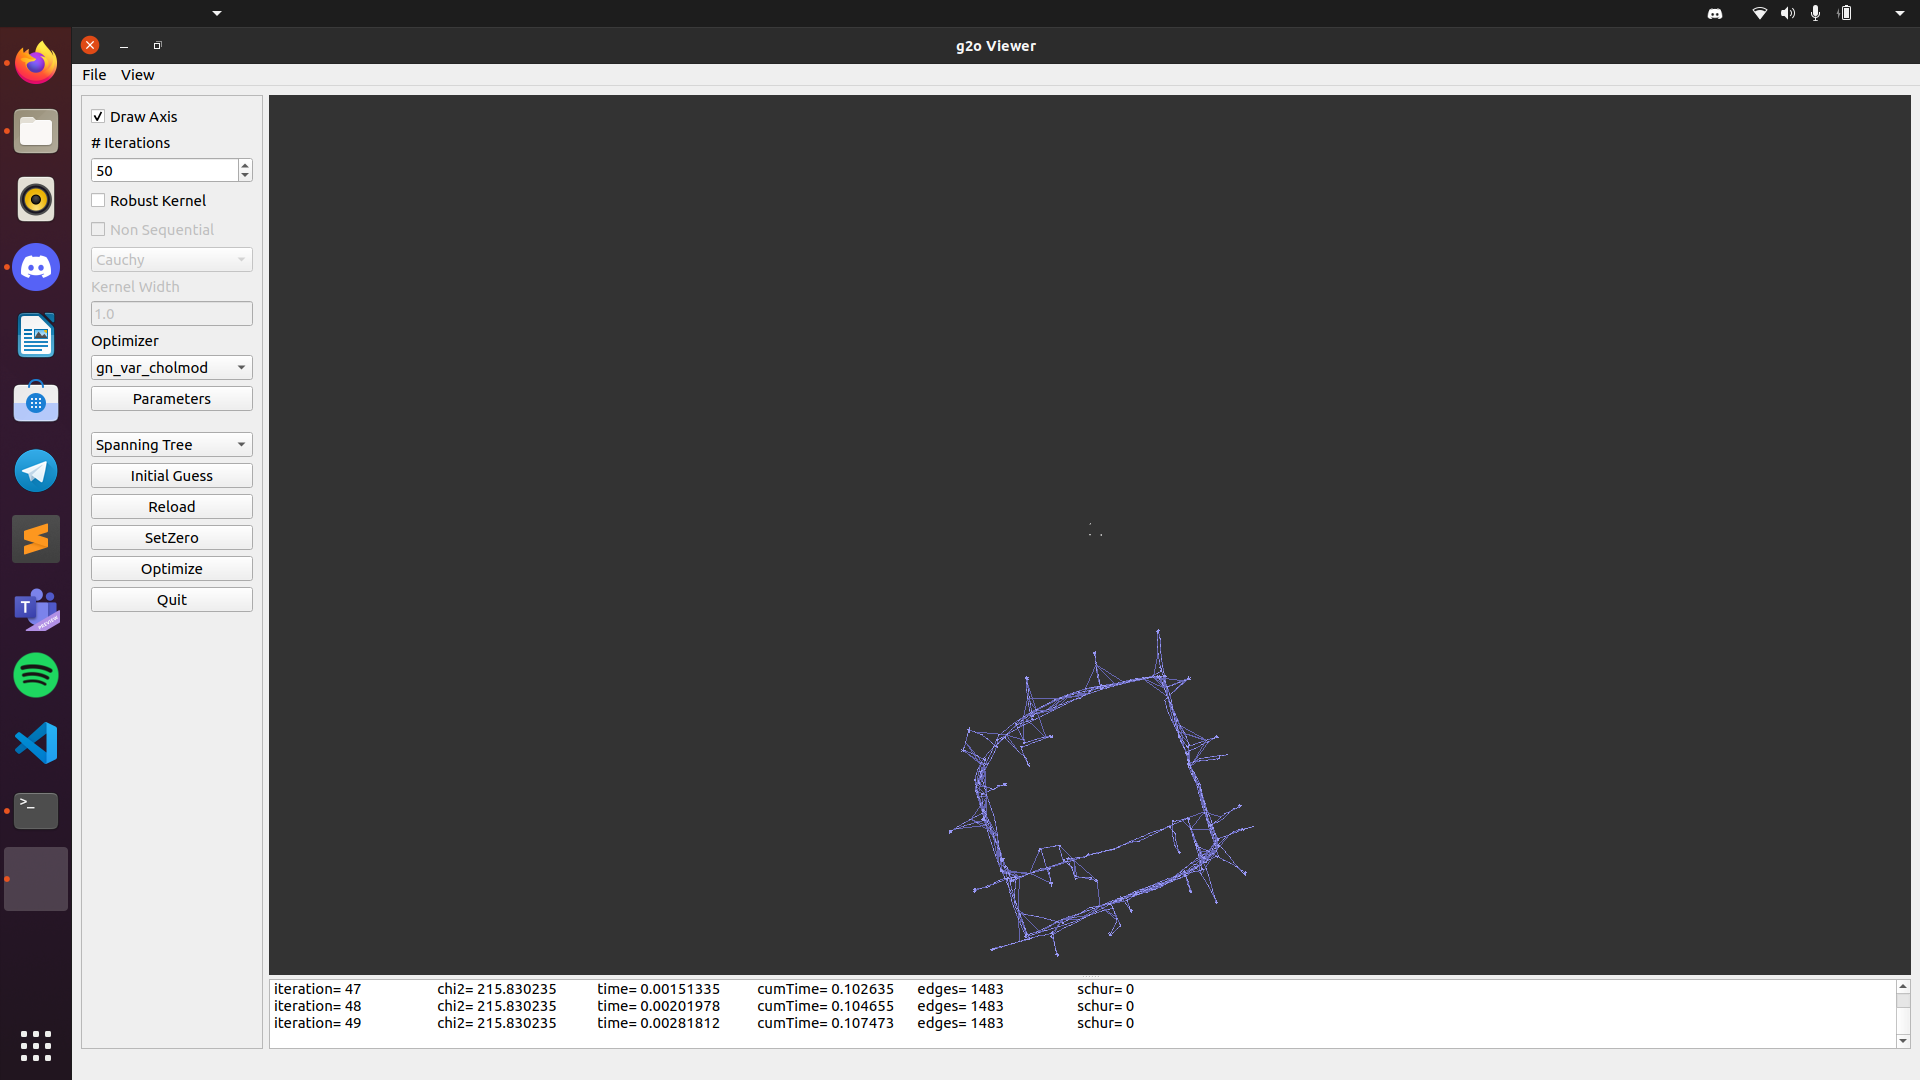 g2o Viewer
File View
Draw Axis
# Iterations
50
Robust Kernel
Non Sequential
Cauchy
Kernel Width
1.0
Optimizer
gn_var_cholmod
Parameters
Spanning Tree
Initial Guess
Reload
SetZero
Optimize
Quit
T
PREVIEW
>_
iteration= 47 chi2= 215.830235 time= 0.00151335 cumTime= 0.102635 edges= 1483 schur= 0
iteration= 48 chi2= 215.830235 time= 0.00201978 cumTime= 0.104655 edges= 1483 schur= 0
iteration= 49 chi2= 215.830235 time= 0.00281812 cumTime= 0.107473 edges= 1483 schur= 0